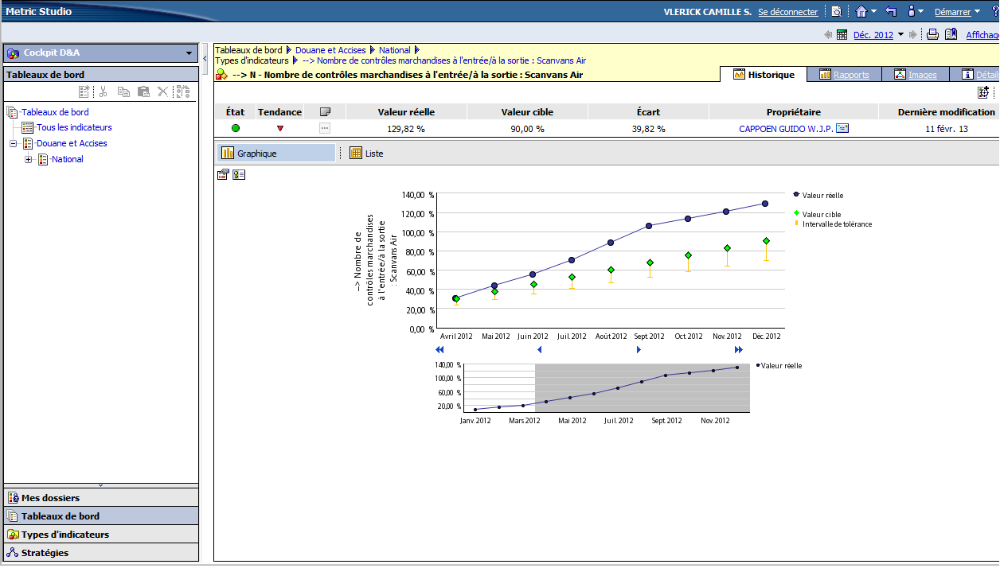 Metric Studio
VLERICK CAMILLE S. Se déconnecter Démarrer ?
Déc. 2012 Affichag
Cockpit D&A
Tableaux de bord
Tableaux de bord
Tous les indicateurs
Douane et Accises
National
Mes dossiers
Tableaux de bord
Types d'indicateurs
Stratégies
Tableaux de bord Douane et Accises National
Types d'indicateurs --> Nombre de contrôles marchandises à l'entrée/à la sortie : Scanvans Air
--> N - Nombre de contrôles marchandises à l'entrée/à la sortie : Scanvans Air
Historique Rapports Images Détails
État Tendance Valeur réelle Valeur cible Écart Propriétaire Dernière modification
129,82 % 90,00 % 39,82 % CAPPOEN GUIDO W.J.P. 11 févr. 13
Graphique Liste
--> Nombre de
contrôles marchandises
à l'entrée/à la sortie
: Scanvans Air
140,00 %
120,00 %
100,00 %
80,00 %
60,00 %
40,00 %
20,00 %
0,00 %
Avril 2012 Mai 2012 Juin 2012 Juil. 2012 Août 2012 Sept. 2012 Oct. 2012 Nov. 2012 Déc. 2012
Valeur réelle
Valeur cible
Intervalle de tolérance
140,00 %
100,00 %
60,00 %
20,00 %
Janv. 2012 Mars 2012 Mai 2012 Juil. 2012 Sept. 2012 Nov. 2012
Valeur réelle